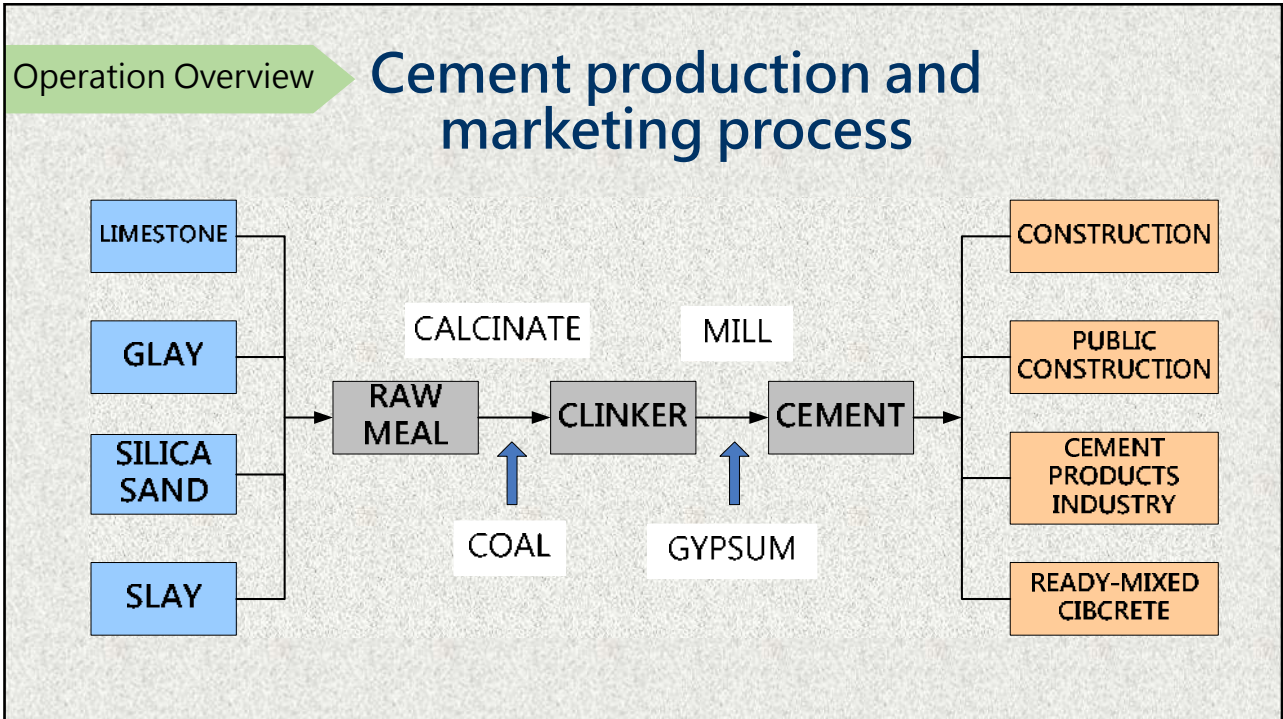 Operation Overview
Cement production and
marketing process
LIMESTONE
GLAY
SILICA
SAND
SLAY
CALCINATE
MILL
RAW
MEAL
CLINKER
CEMENT
COAL
GYPSUM
CONSTRUCTION
PUBLIC
CONSTRUCTION
CEMENT
PRODUCTS
INDUSTRY
READY-MIXED
CIBCRETE